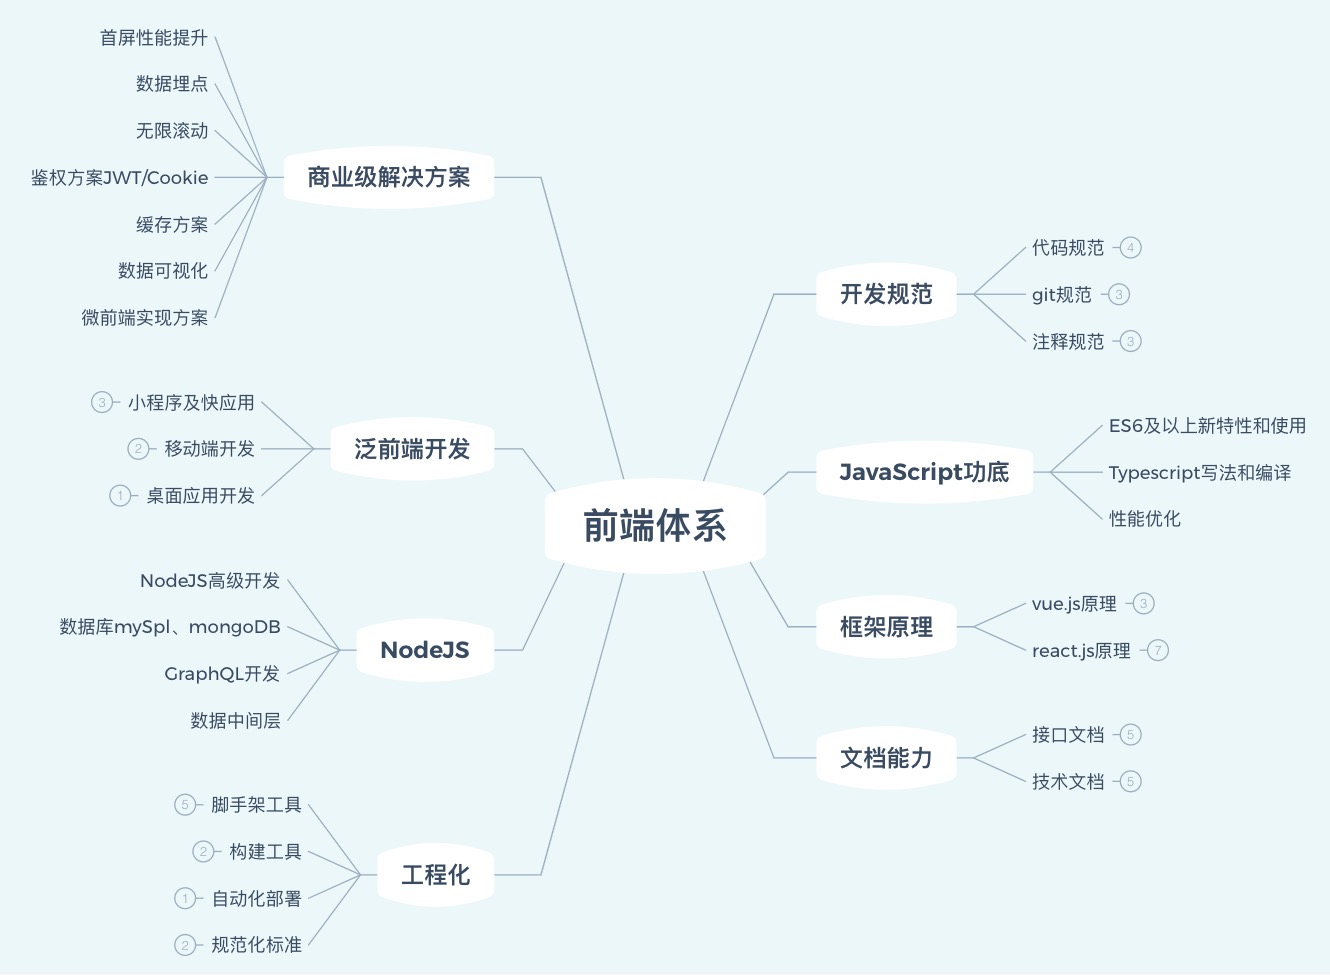 前端体系
商业级解决方案
首屏性能提升
数据埋点
无限滚动
鉴权方案JWT/Cookie
缓存方案
数据可视化
微前端实现方案
泛前端开发
小程序及快应用 3
移动端开发 2
桌面应用开发 1
NodeJS
NodeJS高级开发
数据库mySpl、mongoDB
GraphQL开发
数据中间层
工程化
脚手架工具 5
构建工具 2
自动化部署 1
规范化标准 2
开发规范
代码规范 4
git规范 3
注释规范 3
JavaScript功底
ES6及以上新特性和使用
Typescript写法和编译
性能优化
框架原理
vue.js原理 3
react.js原理 7
文档能力
接口文档 5
技术文档 5